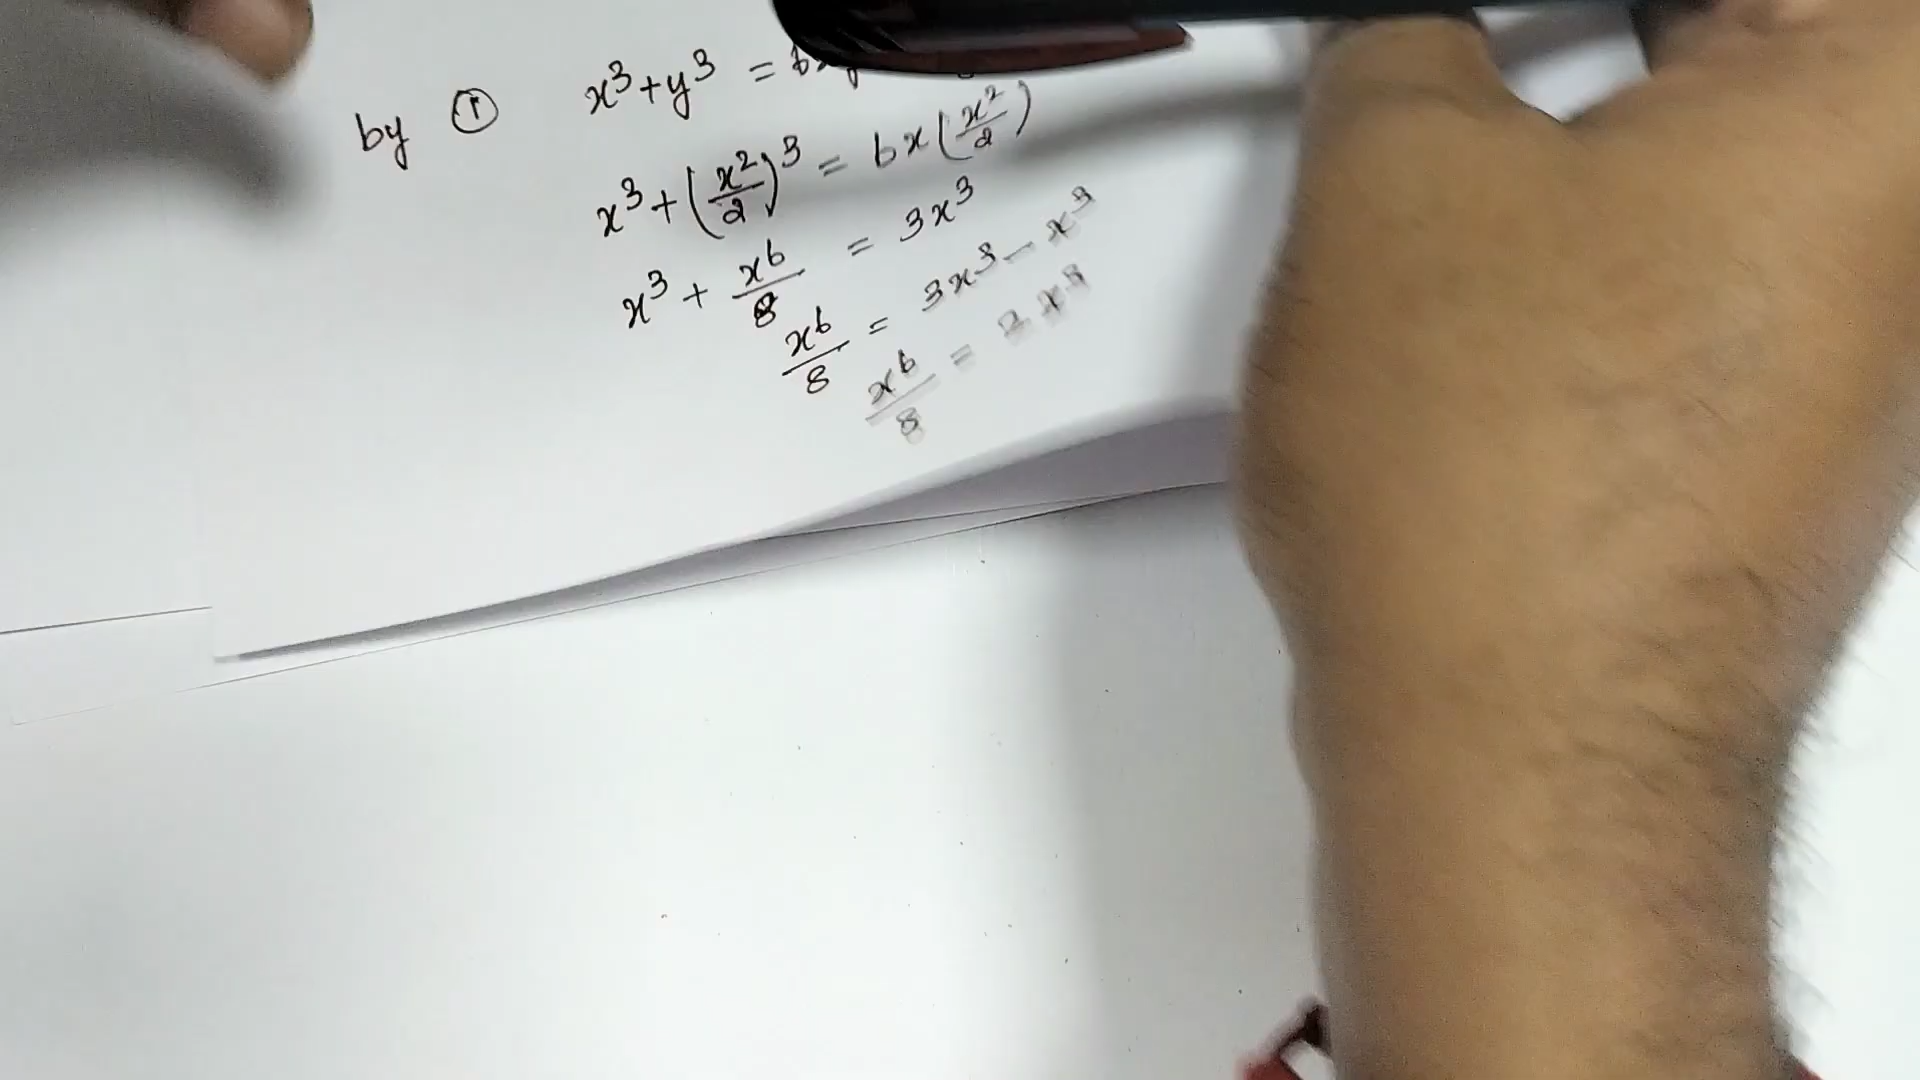 by ① x³+y³ =
x³+(x²/2)³ = 6x(x²/2)
x³ + x⁶/8 = 3x³
x⁶/8 = 3x³ - x³
x⁶/8 = 2x³